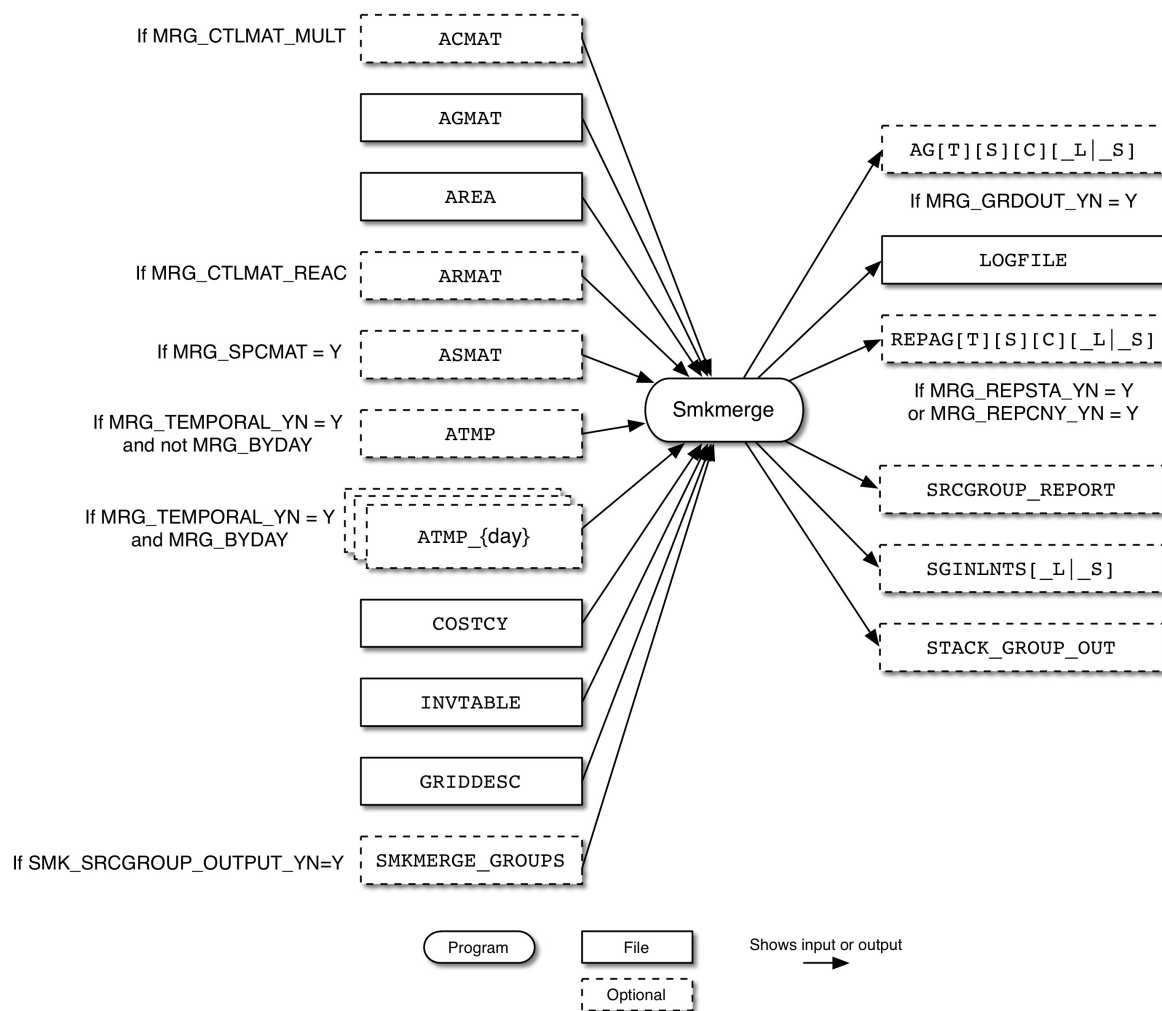 If MRG_CTLMAT_MULT
ACMAT
AGMAT
AREA
If MRG_CTLMAT_REAC
ARMAT
If MRG_SPCMAT = Y
ASMAT
If MRG_TEMPORAL_YN = Y
and not MRG_BYDAY
ATMP
If MRG_TEMPORAL_YN = Y
and MRG_BYDAY
ATMP_{day}
COSTCY
INVTABLE
GRIDDESC
If SMK_SRCGROUP_OUTPUT_YN=Y
SMKMERGE_GROUPS
Smkmerge
AG[T][S][C][_L|_S]
If MRG_GRDOUT_YN = Y
LOGFILE
REPAG[T][S][C][_L|_S]
If MRG_REPSTA_YN = Y
or MRG_REPCNY_YN = Y
SRCGROUP_REPORT
SGINLNTS[_L|_S]
STACK_GROUP_OUT
Program
File
Shows input or output
Optional